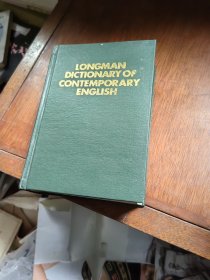 LONGMAN
DICTIONARY OF
CONTEMPORARY
ENGLISH